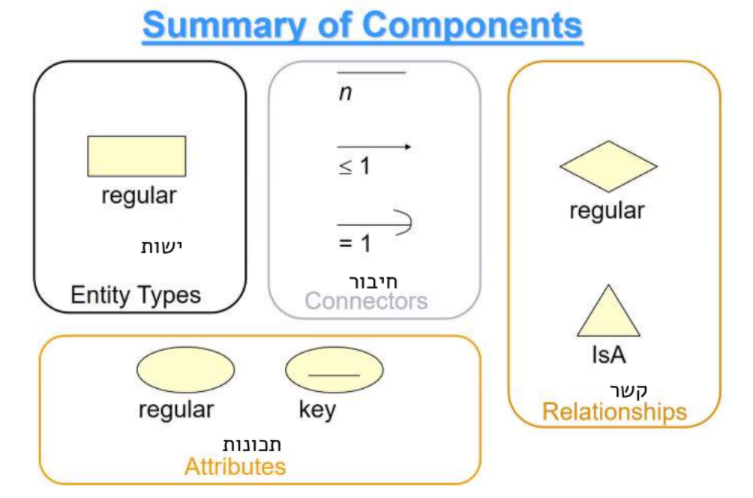 Summary of Components
regular
ישות
Entity Types
n
≤ 1
= 1
חיבור
Connectors
regular
IsA
קשר
Relationships
regular
key
תכונות
Attributes